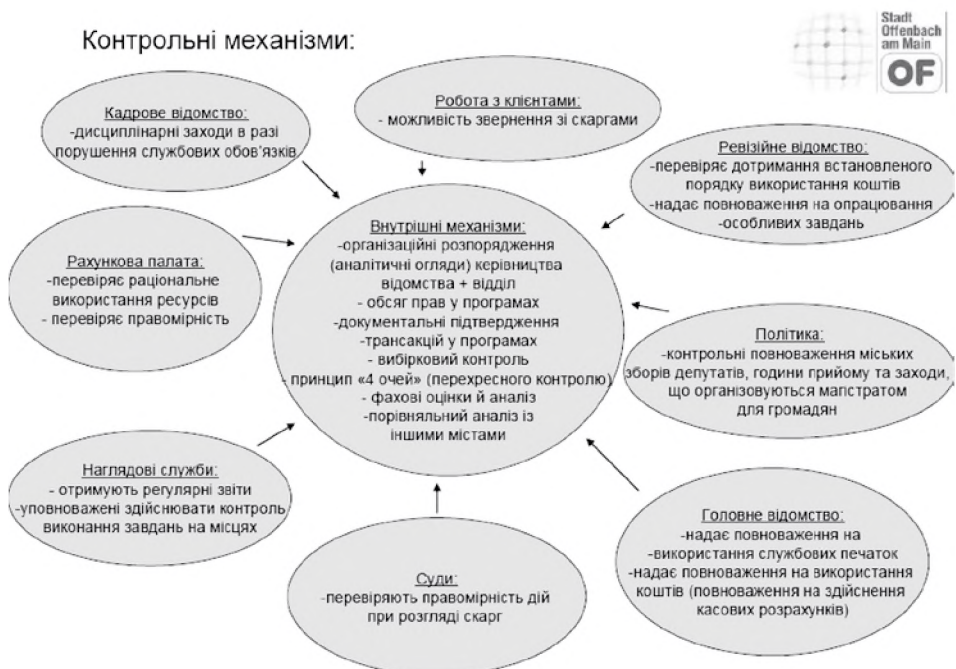 Контрольні механізми:
Stadt
Offenbach
am Main
OF
Кадрове відомство:
-дисциплінарні заходи в разі
порушення службових обов'язків
Робота з клієнтами:
- можливість звернення зі скаргами
Ревізійне відомство:
-перевіряє дотримання встановленого
порядку використання коштів
-надає повноваження на опрацювання
-особливих завдань
Внутрішні механізми:
-організаційні розпорядження
(аналітичні огляди) керівництва
відомства + відділ
- обсяг прав у програмах
-документальні підтвердження
-трансакцій у програмах
- вибірковий контроль
- принцип «4 очей» (перехресного контролю)
- фахові оцінки й аналіз
-порівняльний аналіз із
іншими містами
Рахункова палата:
-перевіряє раціональне
використання ресурсів
- перевіряє правомірність
Політика:
-контрольні повноваження міських
зборів депутатів, години прийому та заходи,
що організовуються магістратом
для громадян
Наглядові служби:
- отримують регулярні звіти
-уповноважені здійснювати контроль
виконання завдань на місцях
Суди:
-перевіряють правомірність дій
при розгляді скарг
Головне відомство:
-надає повноваження на
-використання службових печаток
-надає повноваження на використання
коштів (повноваження на здійснення
касових розрахунків)